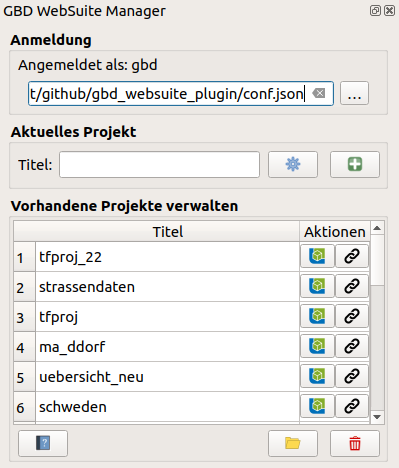 GBD WebSuite Manager
Anmeldung
Angemeldet als: gbd
t/github/gbd_websuite_plugin/conf.json
...
Aktuelles Projekt
Titel:
Vorhandene Projekte verwalten
Titel Aktionen
1 tfproj_22
2 strassendaten
3 tfproj
4 ma_ddorf
5 uebersicht_neu
6 schweden
?